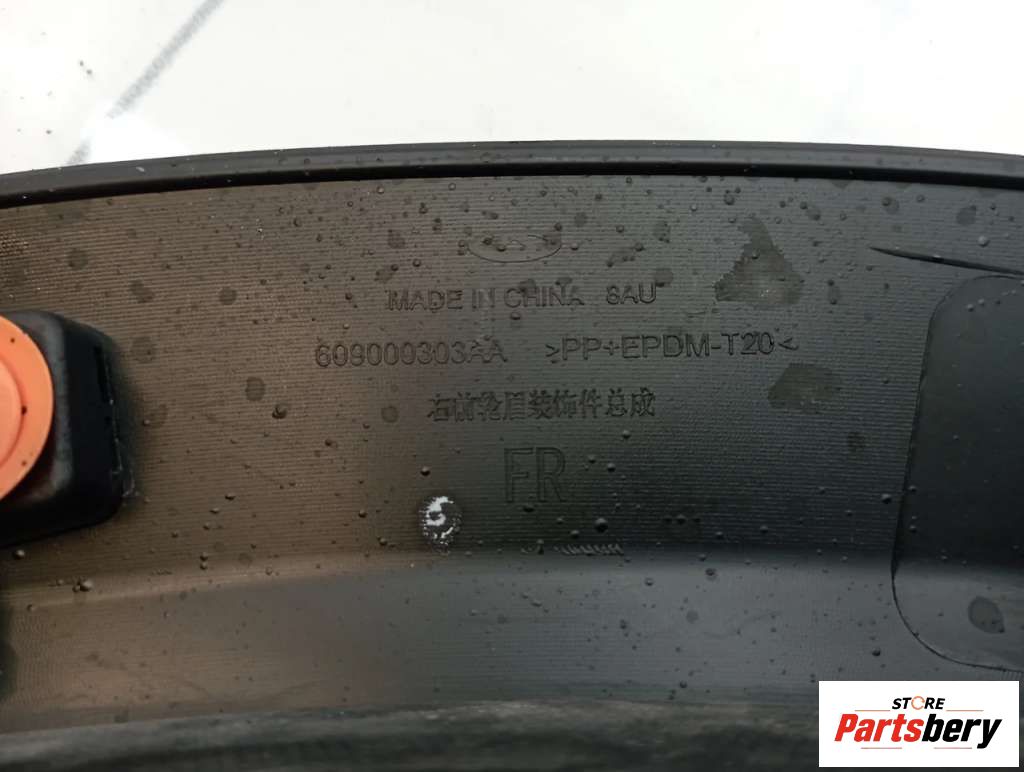 MADE IN CHINA 8AU
609000303AA >PP+EPDM-T20<
右前轮眉装饰件总成
FR
STORE
Partsbery